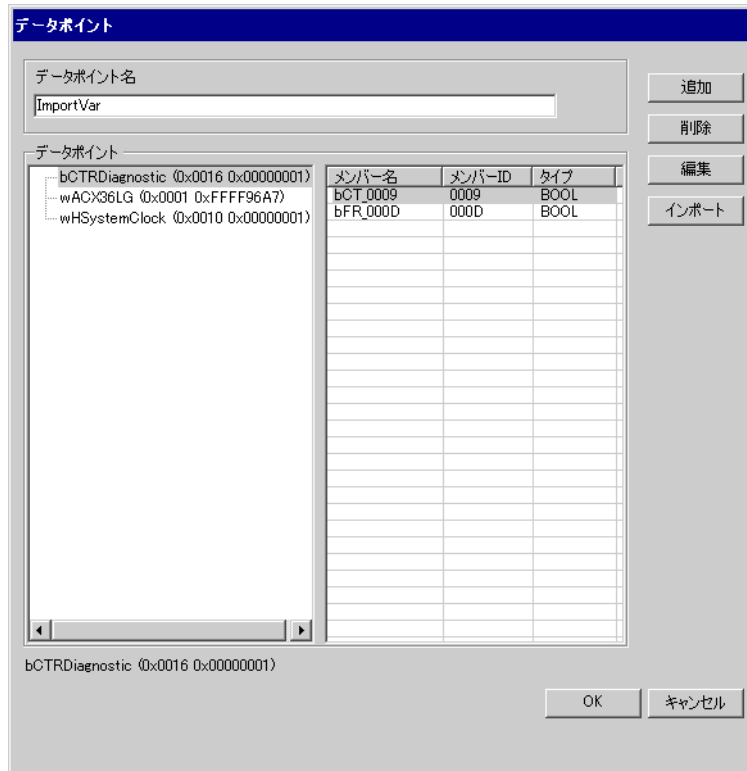 データポイント
データポイント名
ImportVar
追加
削除
編集
インポート
データポイント
bCTRDiagnostic (0x0016 0x00000001)
wACX36LG (0x0001 0xFFFF96A7)
wHSystemClock (0x0010 0x00000001)
メンバー名 メンバーID タイプ
bCT_0009 0009 BOOL
bFR_000D 000D BOOL
bCTRDiagnostic (0x0016 0x00000001)
OK キャンセル